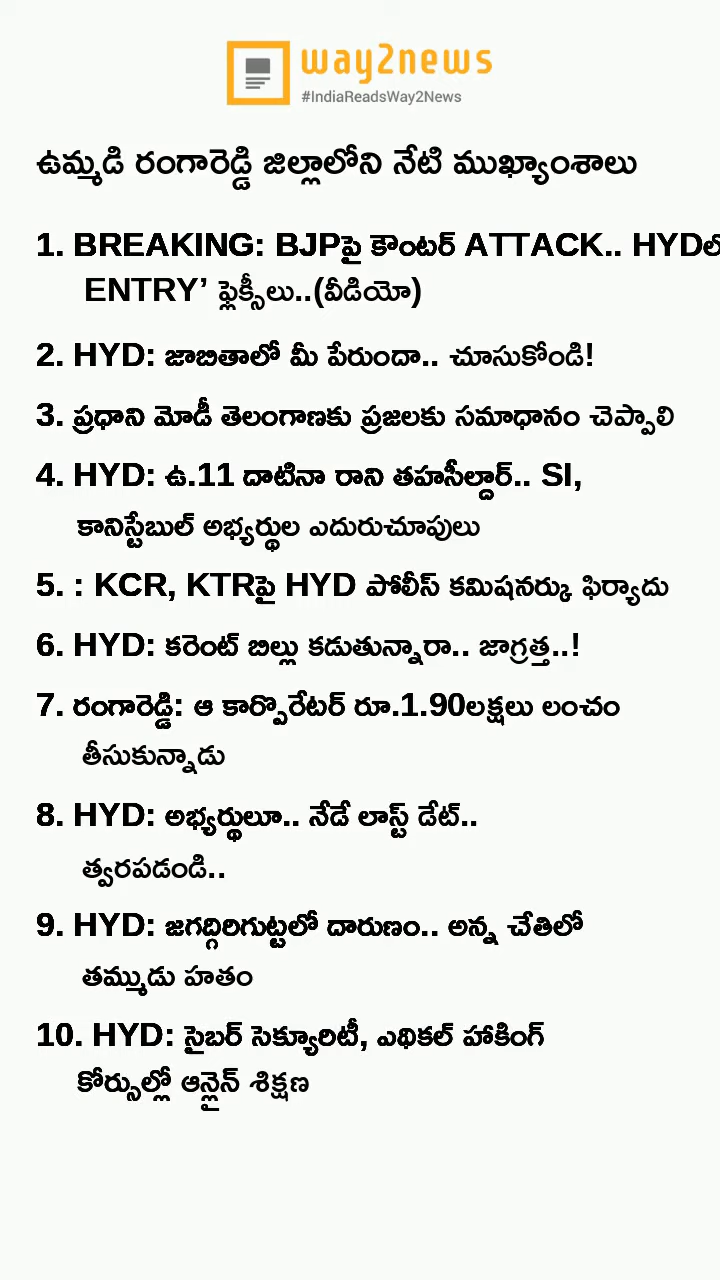 way2news
#IndiaReadsWay2News
ఉమ్మడి రంగారెడ్డి జిల్లాలోని నేటి ముఖ్యాంశాలు
1. BREAKING: BJPపై కౌంటర్ ATTACK.. HYDలో
ENTRY’ ఫ్లెక్సీలు..(వీడియో)
2. HYD: జాబితాలో మీ పేరుందా.. చూసుకోండి!
3. ప్రధాని మోడీ తెలంగాణకు ప్రజలకు సమాధానం చెప్పాలి
4. HYD: ఉ.11 దాటినా రాని తహసీల్దార్.. SI,
కానిస్టేబుల్ అభ్యర్థుల ఎదురుచూపులు
5. : KCR, KTRపై HYD పోలీస్ కమిషనర్కు ఫిర్యాదు
6. HYD: కరెంట్ బిల్లు కడుతున్నారా.. జాగ్రత్త..!
7. రంగారెడ్డి: ఆ కార్పొరేటర్ రూ.1.90లక్షలు లంచం
తీసుకున్నాడు
8. HYD: అభ్యర్థులూ.. నేడే లాస్ట్ డేట్..
త్వరపడండి..
9. HYD: జగద్గిరిగుట్టలో దారుణం.. అన్న చేతిలో
తమ్ముడు హతం
10. HYD: సైబర్ సెక్యూరిటీ, ఎథికల్ హాకింగ్
కోర్సుల్లో ఆన్లైన్ శిక్షణ